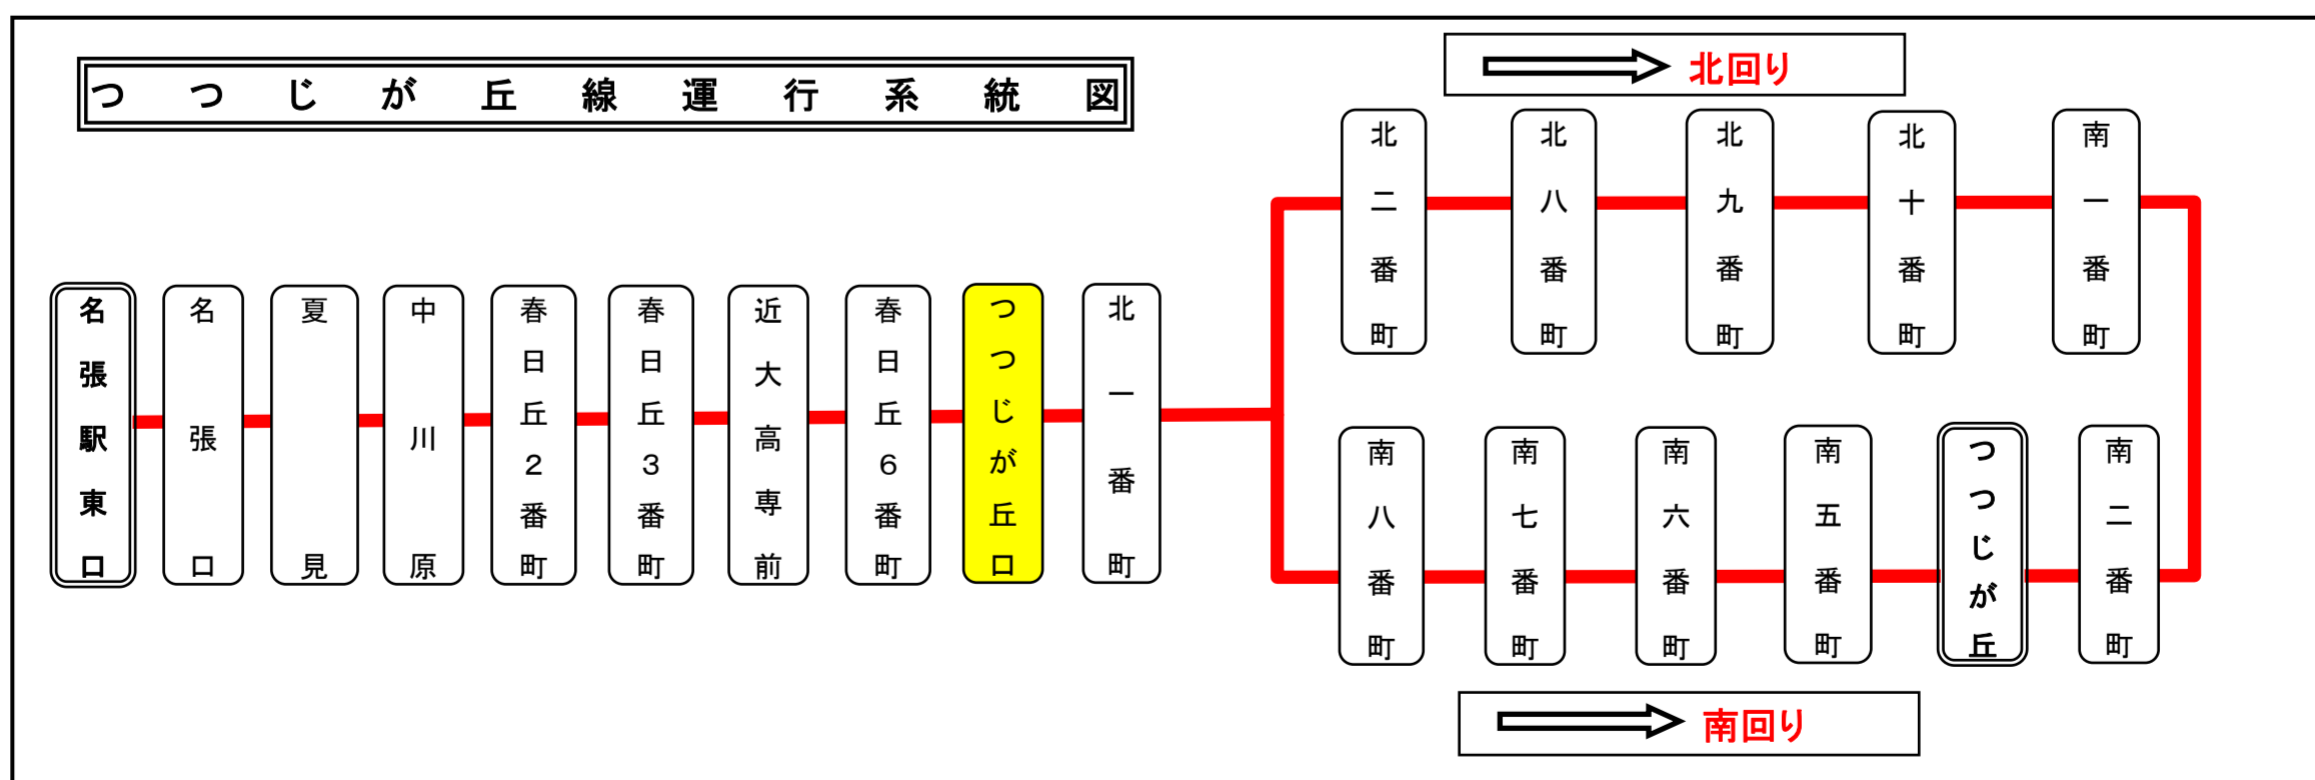 つつじが丘線運行系統図
北回り
北二番町
北八番町
北九番町
北十番町
南一番町
名張駅東口
名張口
夏見
中川原
春日丘2番町
春日丘3番町
近大高専前
春日丘6番町
つつじが丘口
北一番町
南八番町
南七番町
南六番町
南五番町
つつじが丘
南二番町
南回り